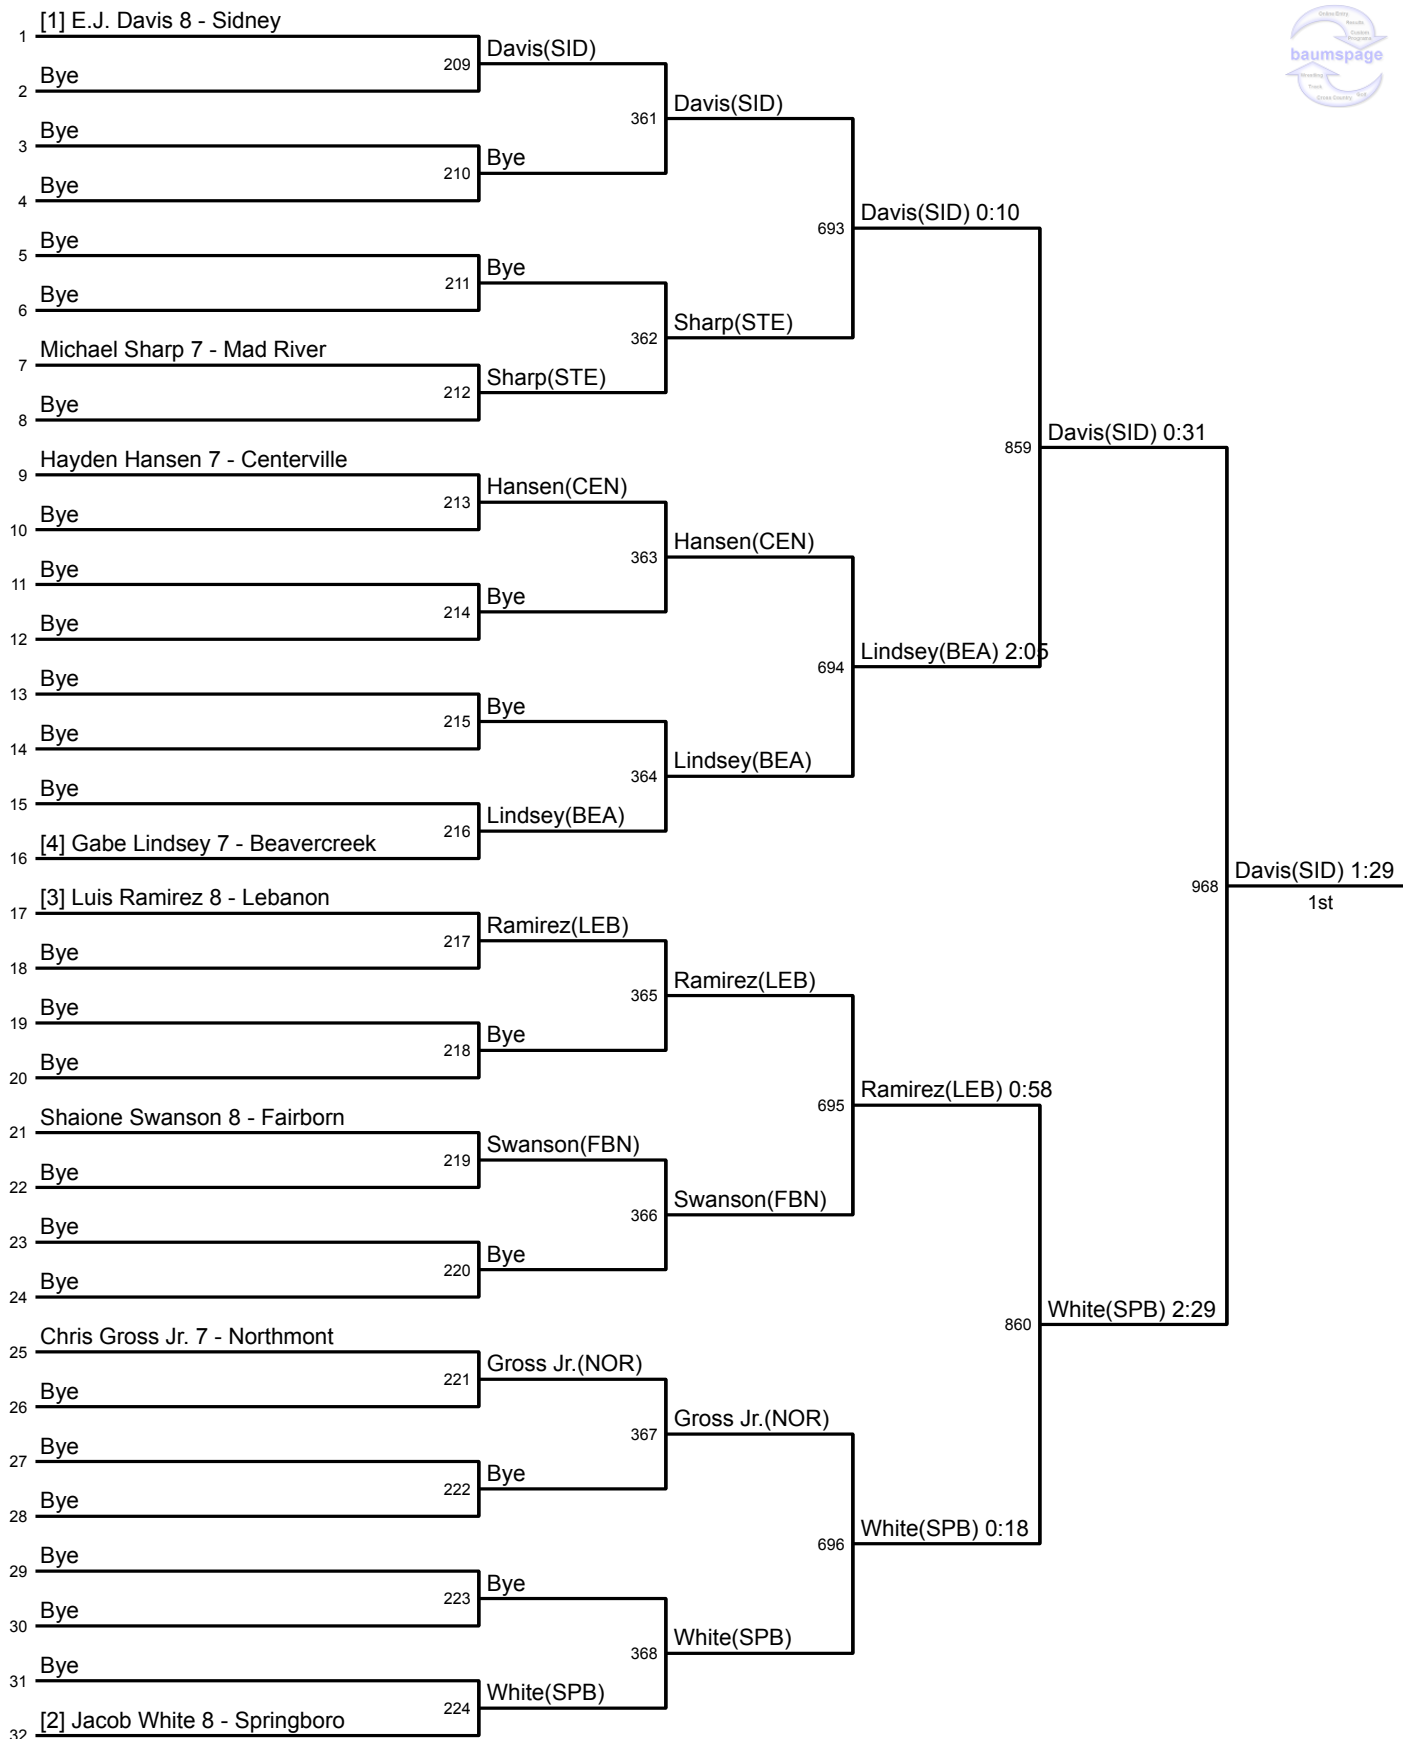 [1] E.J. Davis 8 - Sidney
1
Davis(SID)
209
Bye
2
Davis(SID)
361
Bye
3
Bye
210
Bye
4
Davis(SID) 0:10
693
Bye
5
Bye
211
Bye
6
Sharp(STE)
362
Michael Sharp 7 - Mad River
7
Sharp(STE)
212
Bye
8
Davis(SID) 0:31
859
Hayden Hansen 7 - Centerville
9
Hansen(CEN)
213
Bye
10
Hansen(CEN)
363
Bye
11
Bye
214
Bye
12
Lindsey(BEA) 2:05
694
Bye
13
Bye
215
Bye
14
Lindsey(BEA)
364
Bye
15
Lindsey(BEA)
216
[4] Gabe Lindsey 7 - Beavercreek
16
Davis(SID) 1:29
968
1st
[3] Luis Ramirez 8 - Lebanon
17
Ramirez(LEB)
217
Bye
18
Ramirez(LEB)
365
Bye
19
Bye
218
Bye
20
Ramirez(LEB) 0:58
695
Shaione Swanson 8 - Fairborn
21
Swanson(FBN)
219
Bye
22
Swanson(FBN)
366
Bye
23
Bye
220
Bye
24
White(SPB) 2:29
860
Chris Gross Jr. 7 - Northmont
25
Gross Jr.(NOR)
221
Bye
26
Gross Jr.(NOR)
367
Bye
27
Bye
222
Bye
28
White(SPB) 0:18
696
Bye
29
Bye
223
Bye
30
White(SPB)
368
Bye
31
White(SPB)
224
[2] Jacob White 8 - Springboro
32
Online Entry
Results
Custom
Programs
baumspage
Wrestling
Track
Cross Country